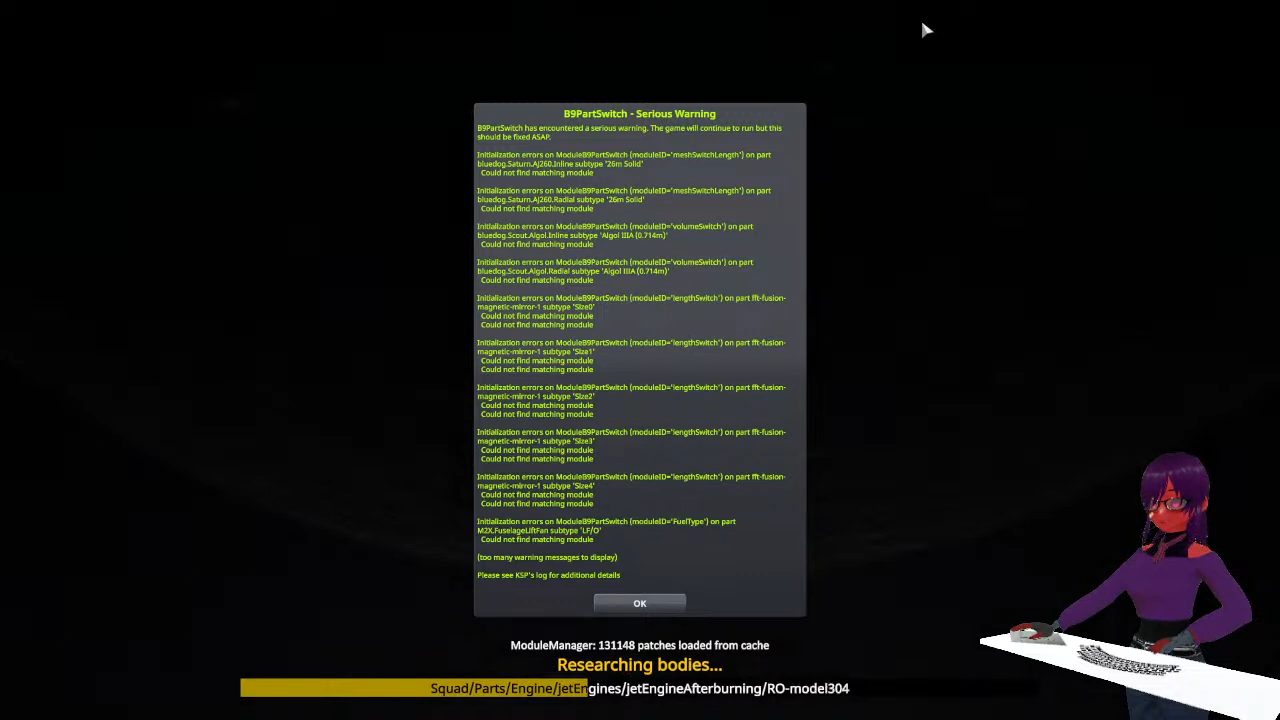 B9PartSwitch - Serious Warning
B9PartSwitch has encountered a serious warning. The game will continue to run but this
should be fixed ASAP.
Initialization errors on ModuleB9PartSwitch (moduleID='meshSwitchLength') on part
bluedog.Saturn.AJ260.Inline subtype '26m Solid'
Could not find matching module
Initialization errors on ModuleB9PartSwitch (moduleID='meshSwitchLength') on part
bluedog.Saturn.AJ260.Radial subtype '26m Solid'
Could not find matching module
Initialization errors on ModuleB9PartSwitch (moduleID='volumeSwitch') on part
bluedog.Scout.Algol.Inline subtype 'Algol IIIA (0.714m)'
Could not find matching module
Initialization errors on ModuleB9PartSwitch (moduleID='volumeSwitch') on part
bluedog.Scout.Algol.Radial subtype 'Algol IIIA (0.714m)'
Could not find matching module
Initialization errors on ModuleB9PartSwitch (moduleID='lengthSwitch') on part fft-fusion-
magnetic-mirror-1 subtype 'Size0'
Could not find matching module
Could not find matching module
Initialization errors on ModuleB9PartSwitch (moduleID='lengthSwitch') on part fft-fusion-
magnetic-mirror-1 subtype 'Size1'
Could not find matching module
Could not find matching module
Initialization errors on ModuleB9PartSwitch (moduleID='lengthSwitch') on part fft-fusion-
magnetic-mirror-1 subtype 'Size2'
Could not find matching module
Could not find matching module
Initialization errors on ModuleB9PartSwitch (moduleID='lengthSwitch') on part fft-fusion-
magnetic-mirror-1 subtype 'Size3'
Could not find matching module
Could not find matching module
Initialization errors on ModuleB9PartSwitch (moduleID='lengthSwitch') on part fft-fusion-
magnetic-mirror-1 subtype 'Size4'
Could not find matching module
Could not find matching module
Initialization errors on ModuleB9PartSwitch (moduleID='FuelType') on part
M2X.FuselageLiftFan subtype 'LF/O'
Could not find matching module
(too many warning messages to display)
Please see KSP's log for additional details
OK
ModuleManager: 131148 patches loaded from cache
Researching bodies...
Squad/Parts/Engine/jetEngines/jetEngineAfterburning/RO-model304